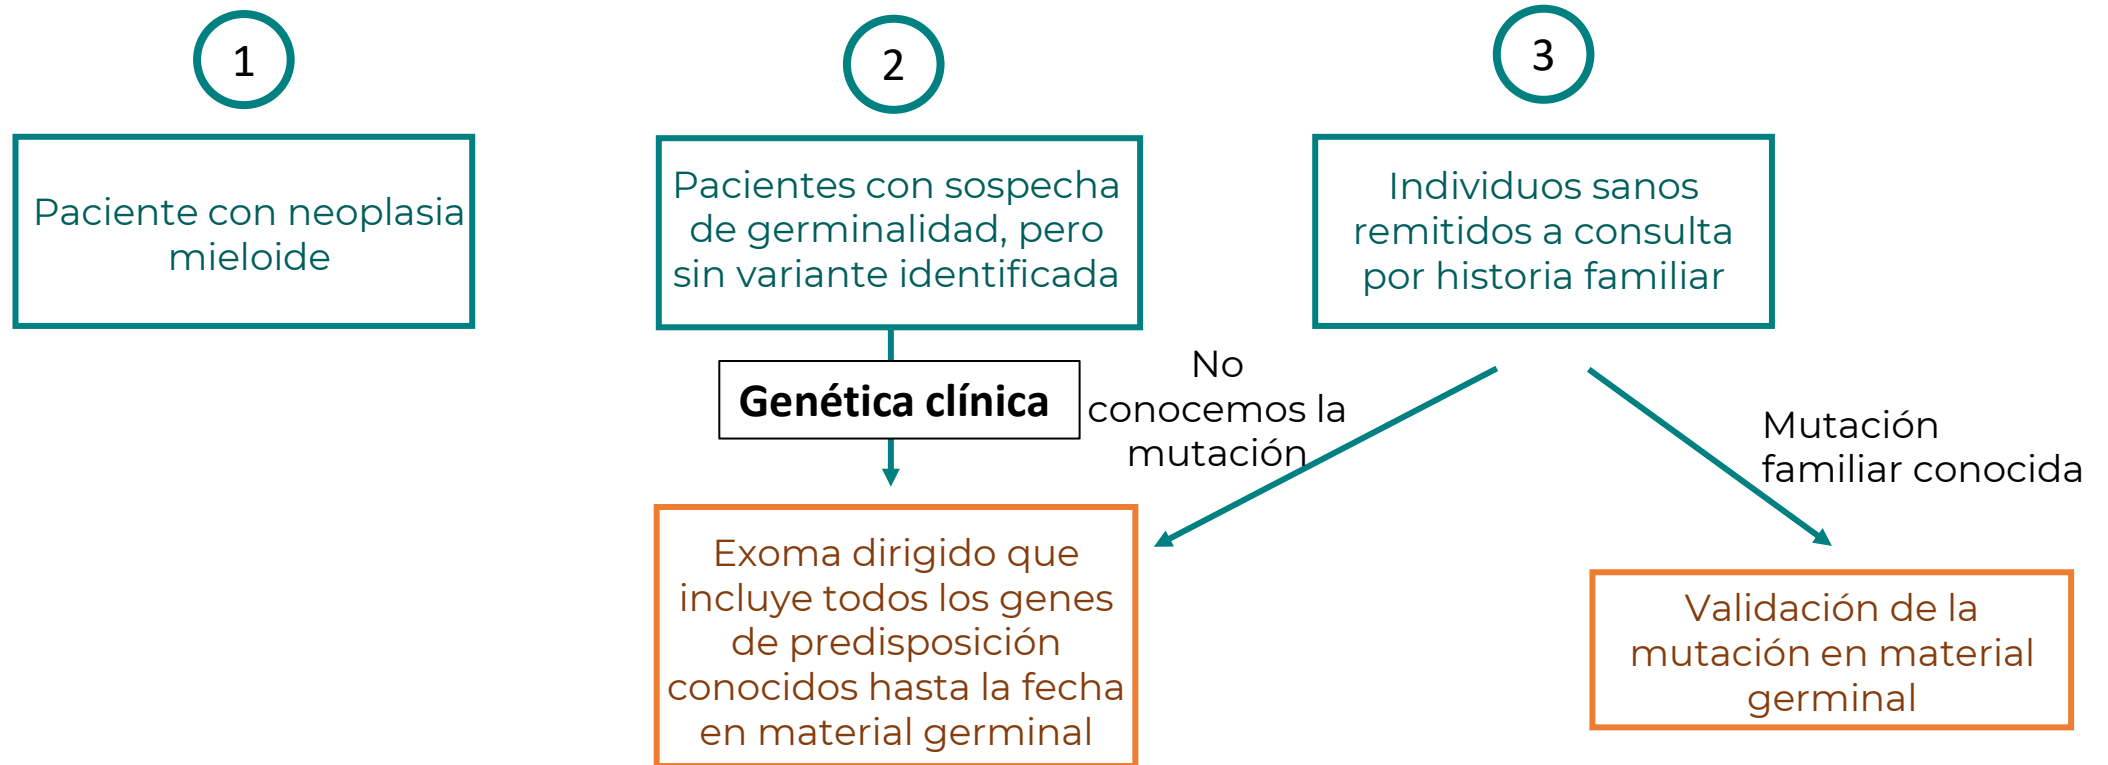 1
Paciente con neoplasia
mieloide
2
Pacientes con sospecha
de germinalidad, pero
sin variante identificada
3
Individuos sanos
remitidos a consulta
por historia familiar
Genética clínica
No
conocemos la
mutación
Mutación
familiar conocida
Exoma dirigido que
incluye todos los genes
de predisposición
conocidos hasta la fecha
en material germinal
Validación de la
mutación en material
germinal